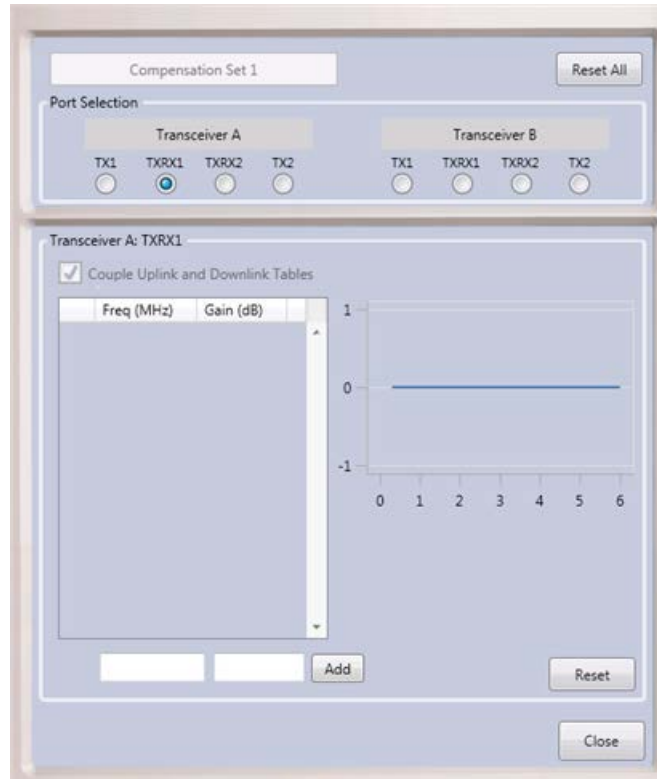 Compensation Set 1
Reset All
Port Selection
Transceiver A
Transceiver B
TX1 TXRX1 TXRX2 TX2
TX1 TXRX1 TXRX2 TX2
Transceiver A: TXRX1
Couple Uplink and Downlink Tables
Freq (MHz) Gain (dB)
1
0
-1
0 1 2 3 4 5 6
Add
Reset
Close